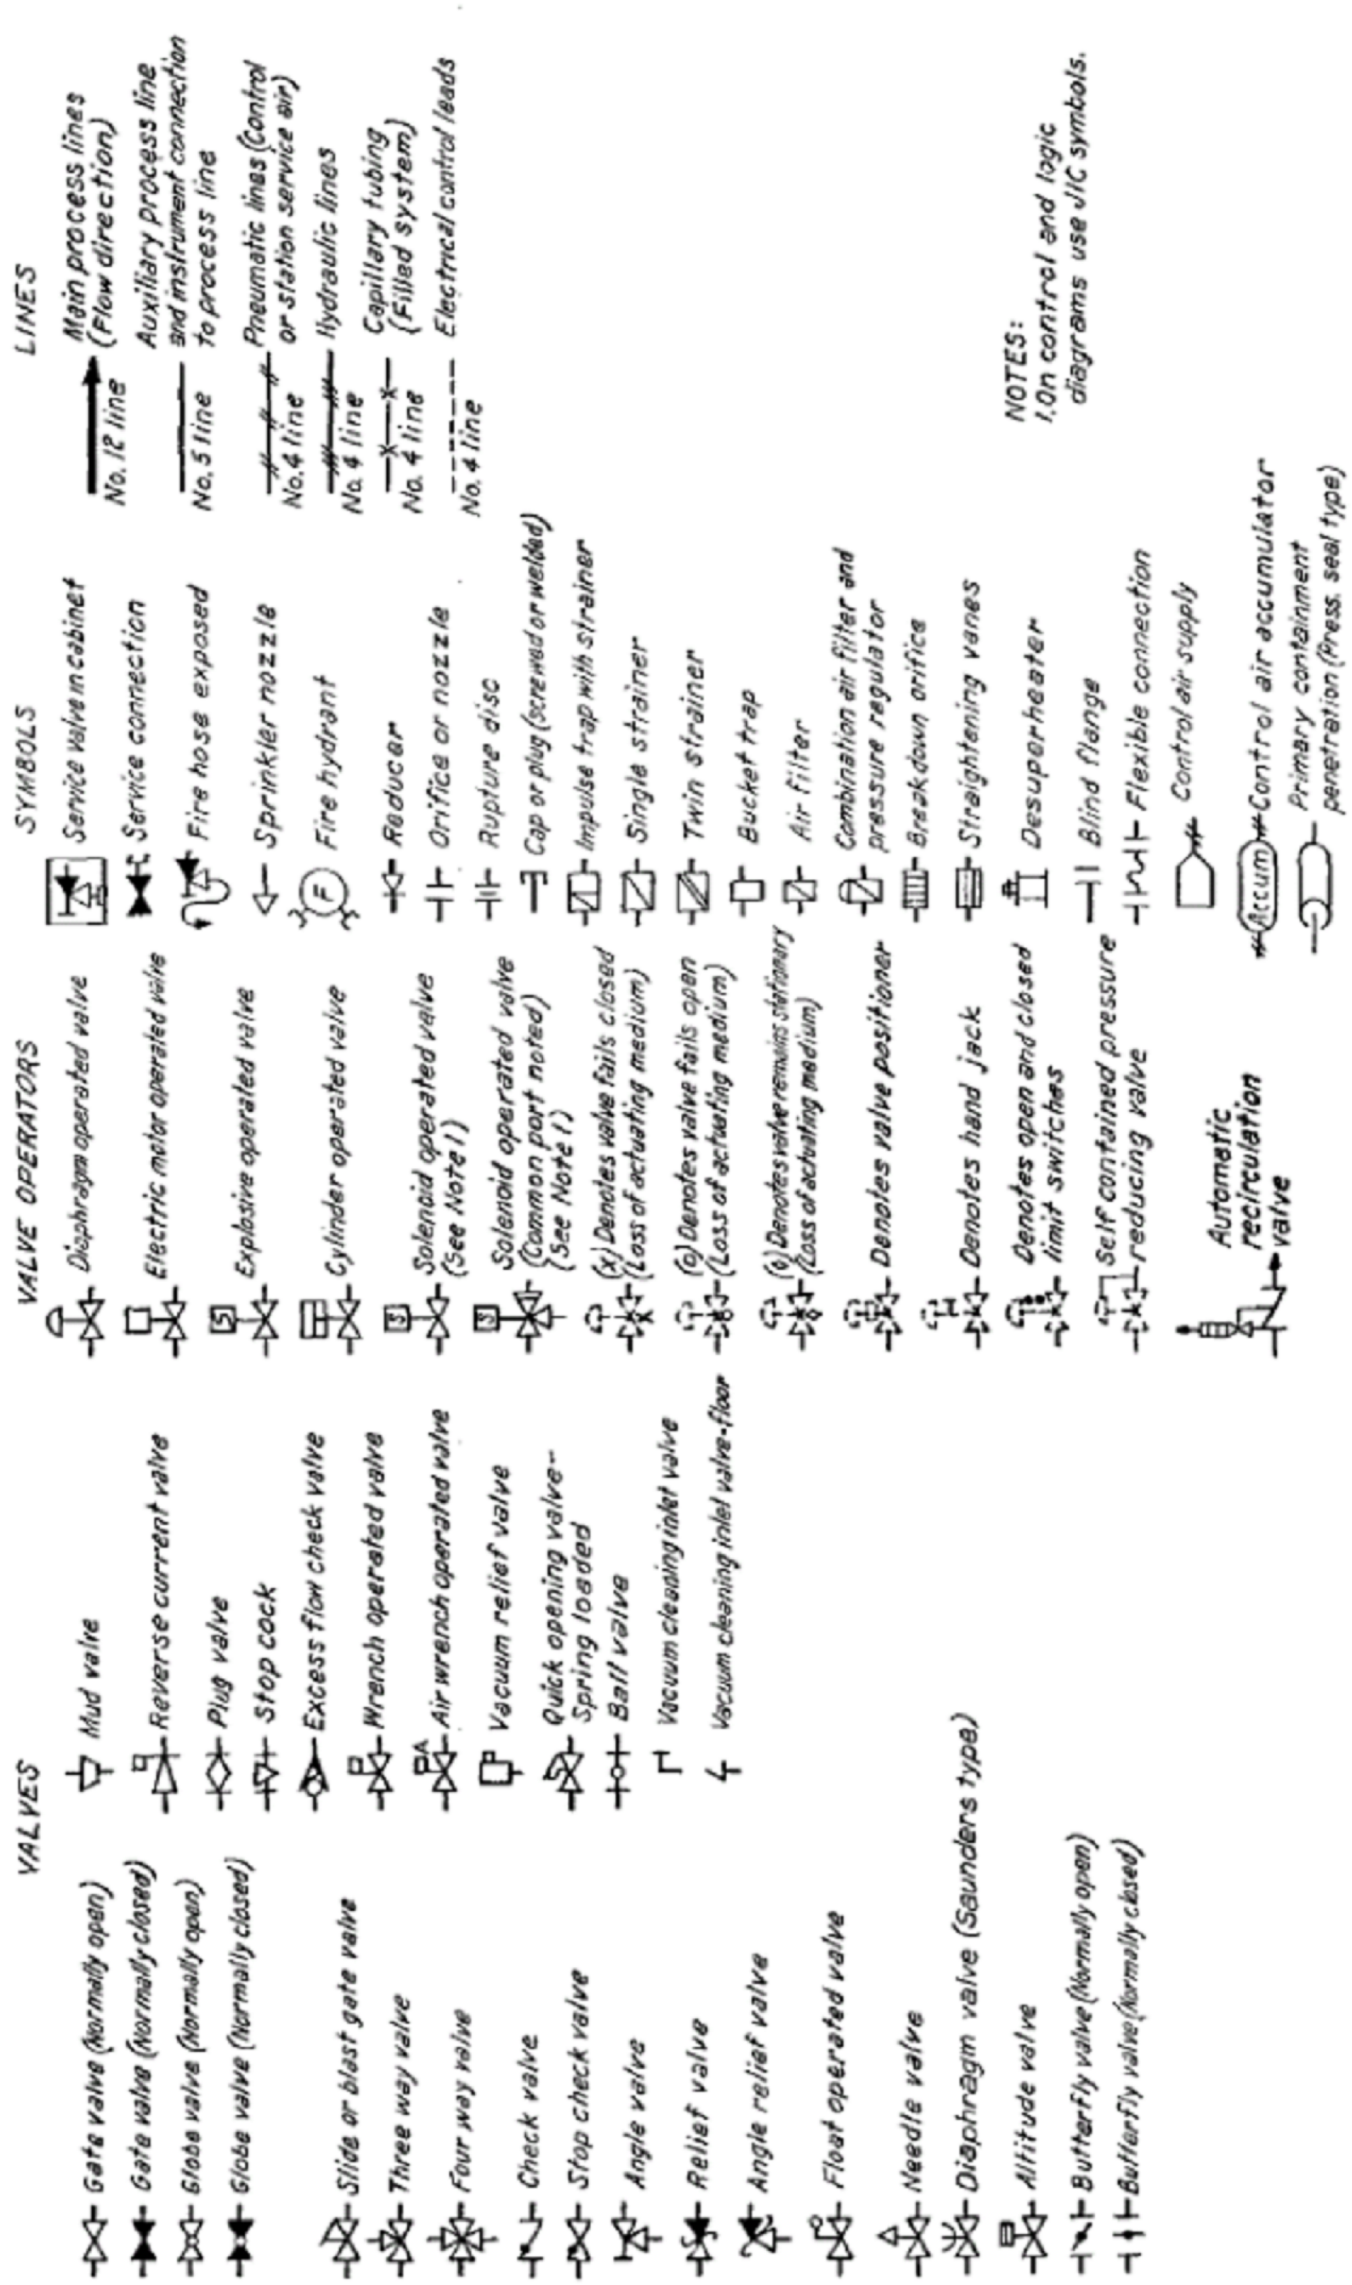 VALVES
Gate valve (Normally open)
Gate valve (Normally closed)
Globe valve (Normally open)
Globe valve (Normally closed)
Slide or blast gate valve
Three way valve
Four way valve
Check valve
Stop check valve
Angle valve
Relief valve
Angle relief valve
Float operated valve
Needle valve
Diaphragm valve (Saunders type)
Altitude valve
Butterfly valve (Normally open)
Butterfly valve (Normally closed)
Mud valve
Reverse current valve
Plug valve
Stop cock
Excess flow check valve
Wrench operated valve
A
Air wrench operated valve
Vacuum relief valve
Quick opening valve-
Spring loaded
Ball valve
Vacuum cleaning inlet valve
Vacuum cleaning inlet valve-floor
VALVE OPERATORS
Diaphragm operated valve
Electric motor operated valve
S
Explosive operated valve
Cylinder operated valve
S
Solenoid operated valve
(See Note 1)
S
Solenoid operated valve
(Common port noted)
(See Note 1)
(x) Denotes valve fails closed
(Loss of actuating medium)
(o) Denotes valve fails open
(Loss of actuating medium)
Denotes valve remains stationary
(Loss of actuating medium)
Denotes valve positioner
Denotes hand jack
Denotes open and closed
limit switches
Self contained pressure
reducing valve
Automatic
recirculation
valve
SYMBOLS
Service valve in cabinet
Service connection
Fire hose exposed
Sprinkler nozzle
F
Fire hydrant
Reducer
Orifice or nozzle
Rupture disc
Cap or plug (screwed or welded)
Impulse trap with strainer
Single strainer
Twin strainer
Bucket trap
Air filter
Combination air filter and
pressure regulator
Breakdown orifice
Straightening vanes
Desuperheater
Blind flange
Flexible connection
Control air supply
Accum
Control air accumulator
Primary containment
penetration (Press. seal type)
LINES
Main process lines
(Flow direction)
No. 12 line
Auxiliary process line
and instrument connection
to process line
No. 5 line
Pneumatic lines (Control
or station service air)
No. 4 line
Hydraulic lines
No. 4 line
Capillary tubing
(Filled system)
No. 4 line
Electrical control leads
No. 4 line
NOTES:
1. On control and logic
diagrams use JIC symbols.